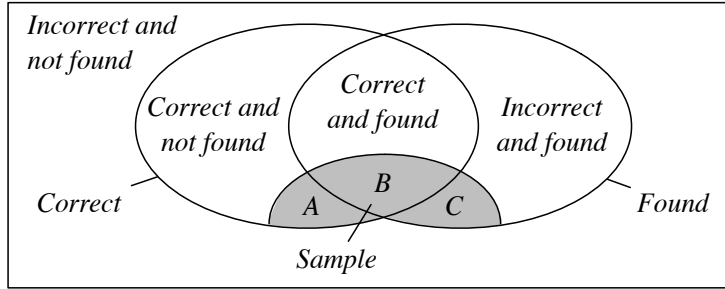 Incorrect and
not found
Correct and
not found
Correct
and found
Incorrect
and found
A
B
C
Correct
Sample
Found